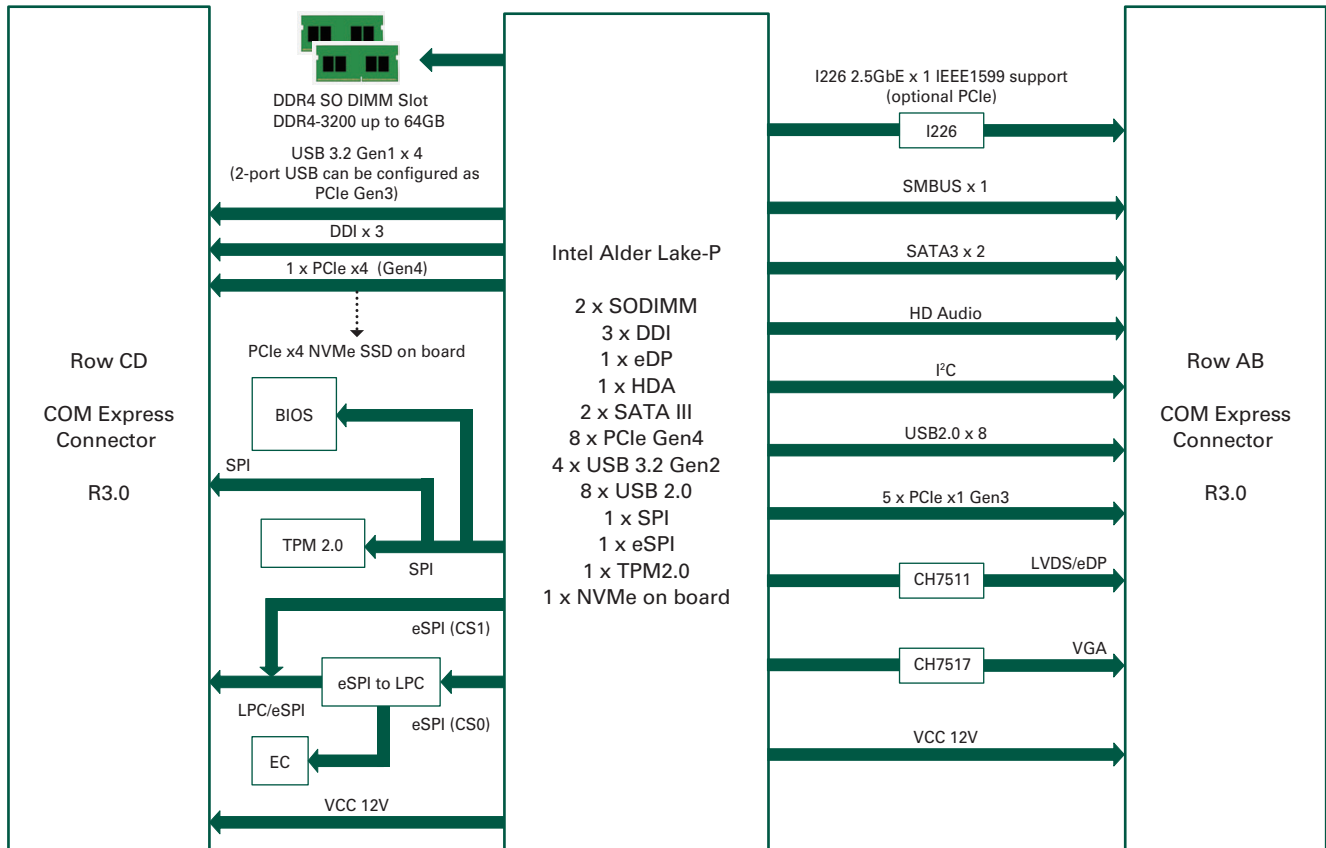 DDR4 SO DIMM Slot
DDR4-3200 up to 64GB
USB 3.2 Gen1 x 4
(2-port USB can be configured as
PCIe Gen3)
DDI x 3
1 x PCIe x4 (Gen4)
PCIe x4 NVMe SSD on board
Row CD
COM Express
Connector
R3.0
BIOS
SPI
TPM 2.0
SPI
eSPI (CS1)
eSPI to LPC
LPC/eSPI
eSPI (CS0)
EC
VCC 12V
Intel Alder Lake-P
2 x SODIMM
3 x DDI
1 x eDP
1 x HDA
2 x SATA III
8 x PCIe Gen4
4 x USB 3.2 Gen2
8 x USB 2.0
1 x SPI
1 x eSPI
1 x TPM2.0
1 x NVMe on board
I226 2.5GbE x 1 IEEE1599 support
(optional PCIe)
I226
SMBUS x 1
SATA3 x 2
HD Audio
I²C
USB2.0 x 8
5 x PCIe x1 Gen3
CH7511
LVDS/eDP
CH7517
VGA
VCC 12V
Row AB
COM Express
Connector
R3.0